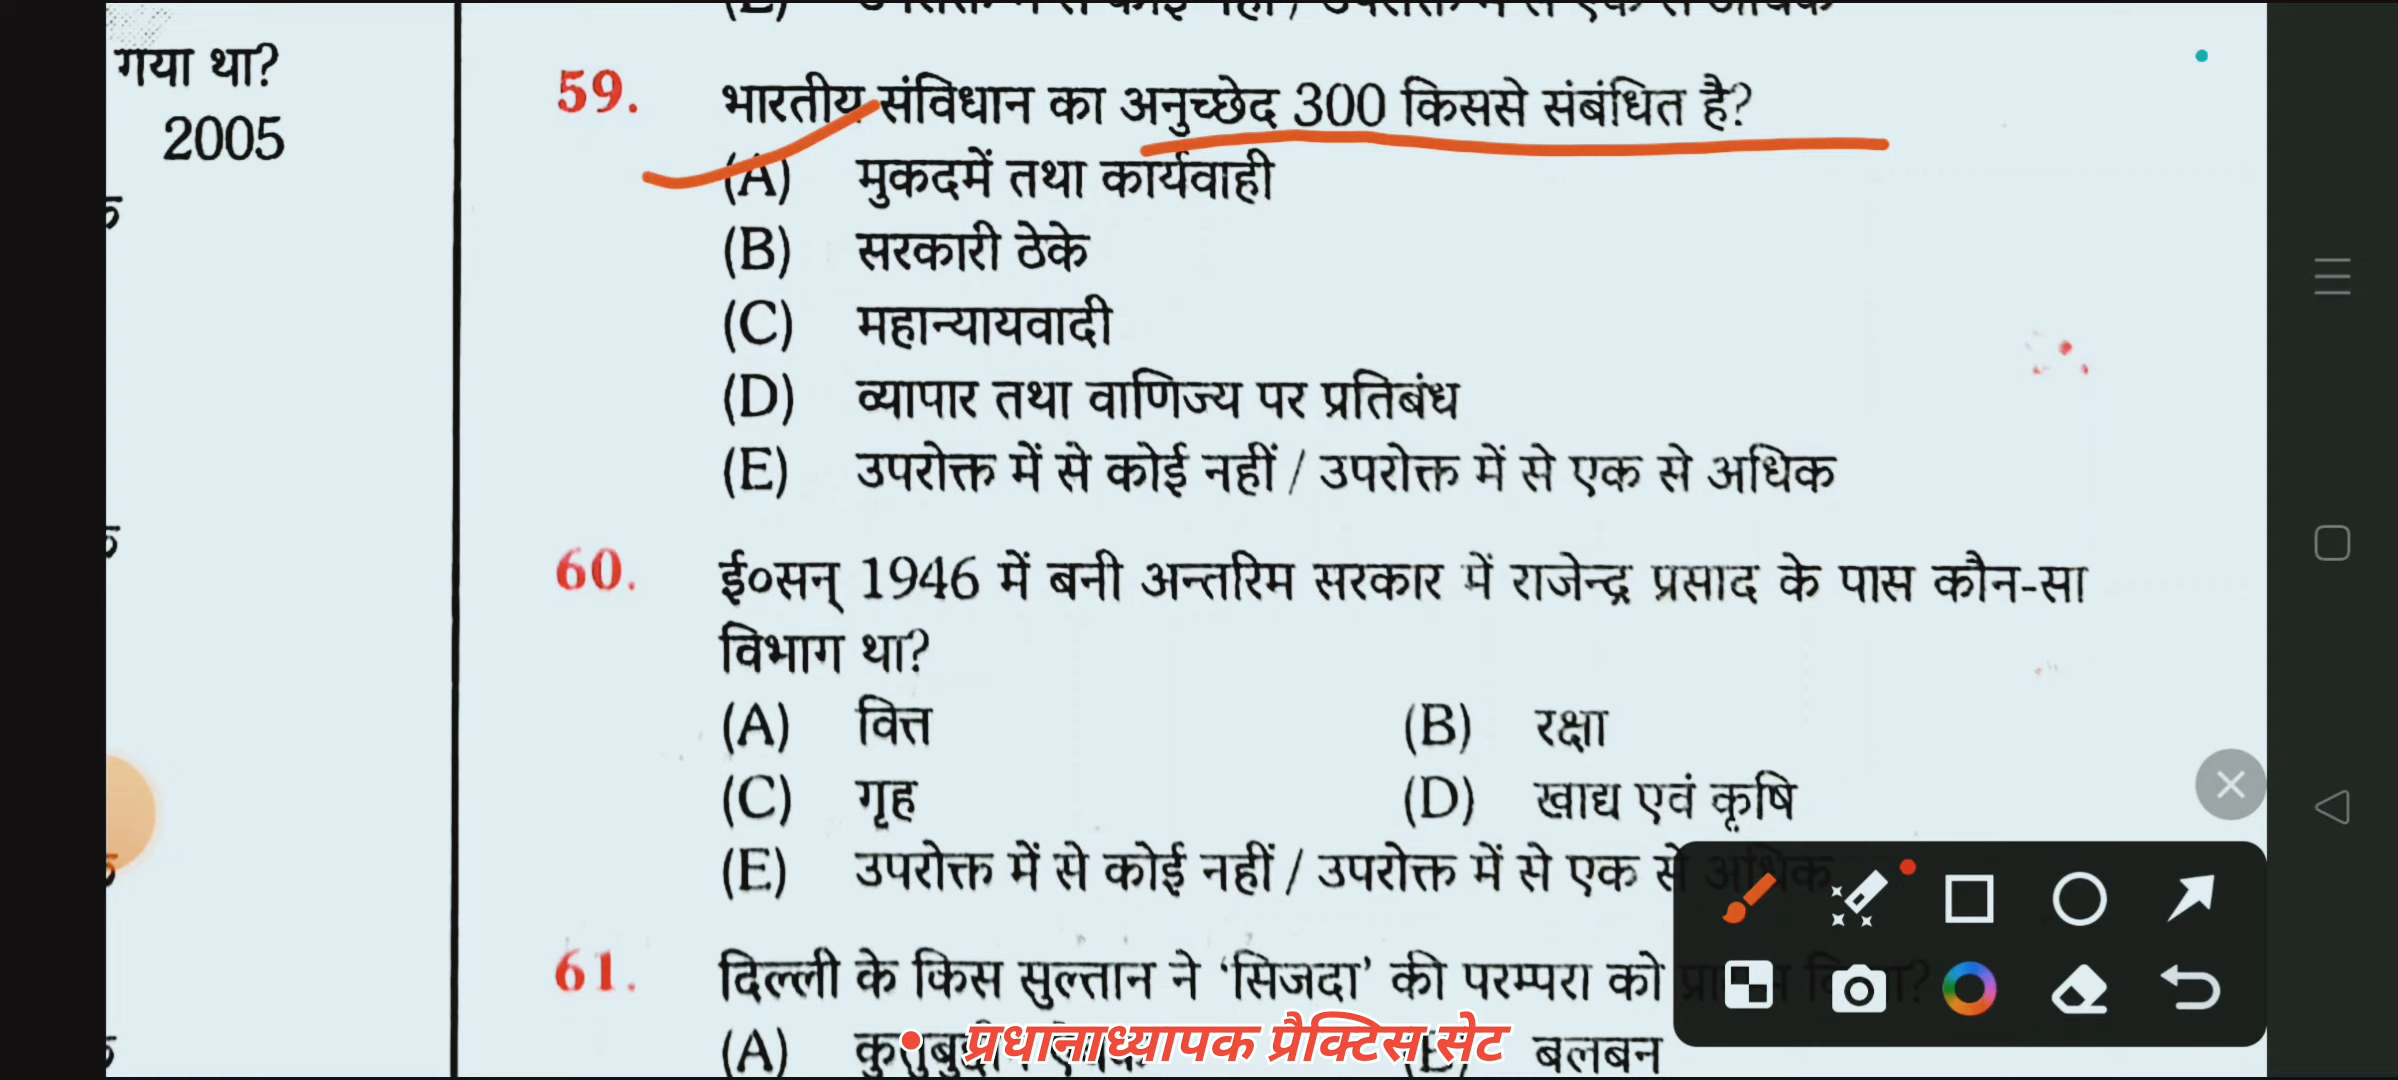 गया था?
2005
59. भारतीय संविधान का अनुच्छेद 300 किससे संबंधित है?
(A) मुकदमें तथा कार्यवाही
(B) सरकारी ठेके
(C) महान्यायवादी
(D) व्यापार तथा वाणिज्य पर प्रतिबंध
(E) उपरोक्त में से कोई नहीं / उपरोक्त में से एक से अधिक
60. ई०सन् 1946 में बनी अन्तरिम सरकार में राजेन्द्र प्रसाद के पास कौन-सा
विभाग था?
(A) वित्त (B) रक्षा
(C) गृह (D) खाद्य एवं कृषि
(E) उपरोक्त में से कोई नहीं / उपरोक्त में से एक से अधिक
61. दिल्ली के किस सुल्तान ने ‘सिजदा’ की परम्परा को
• प्रधानाध्यापक प्रैक्टिस सेट
(A) (B) बलबन